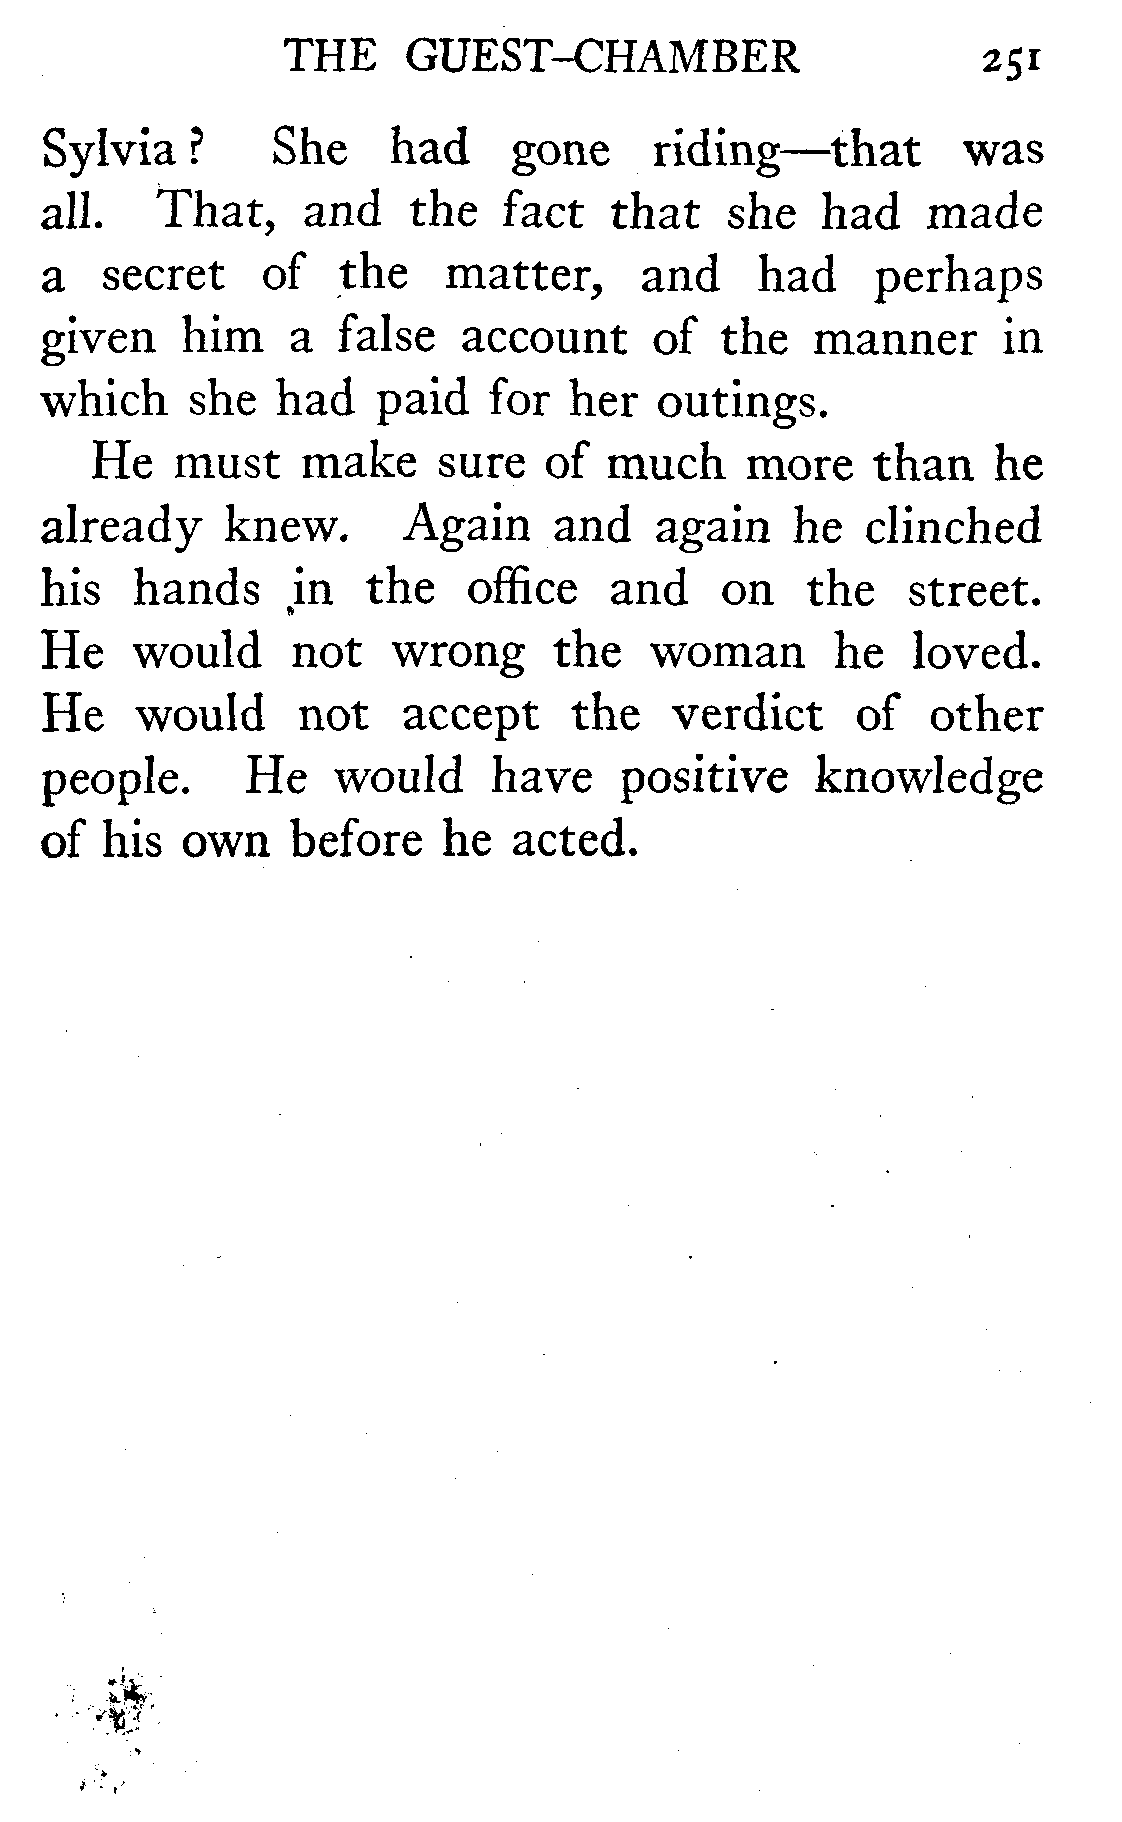 THE GUEST-CHAMBER 251
Sylvia? She had gone riding—that was
all. That, and the fact that she had made
a secret of the matter, and had perhaps
given him a false account of the manner in
which she had paid for her outings.
He must make sure of much more than he
already knew. Again and again he clinched
his hands in the office and on the street.
He would not wrong the woman he loved.
He would not accept the verdict of other
people. He would have positive knowledge
of his own before he acted.